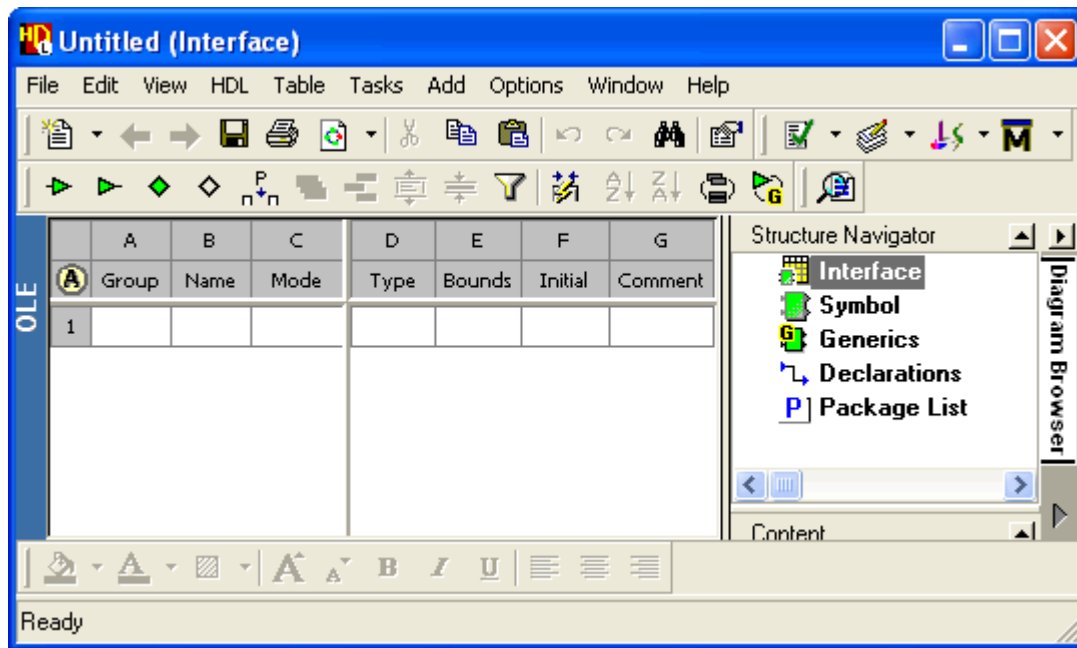 Untitled (Interface)
File Edit View HDL Table Tasks Add Options Window Help
A B C D E F G
A Group Name Mode Type Bounds Initial Comment
1
OLE
Structure Navigator
Interface
Symbol
Generics
Declarations
Package List
Diagram Browser
Content
A A A B I U
Ready